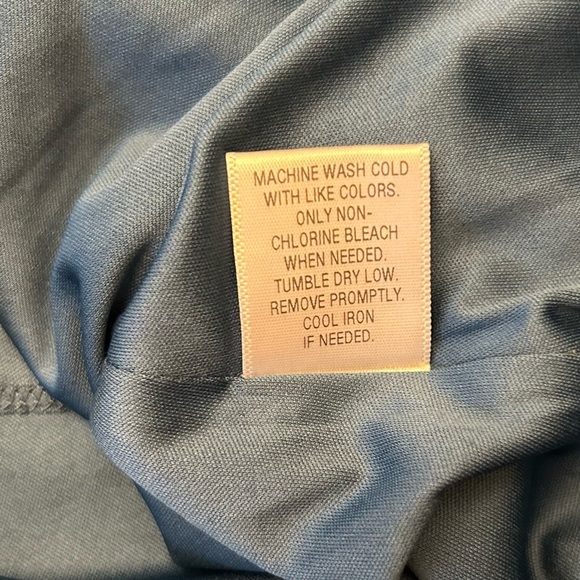 MACHINE WASH COLD
WITH LIKE COLORS.
ONLY NON-
CHLORINE BLEACH
WHEN NEEDED.
TUMBLE DRY LOW.
REMOVE PROMPTLY.
COOL IRON
IF NEEDED.